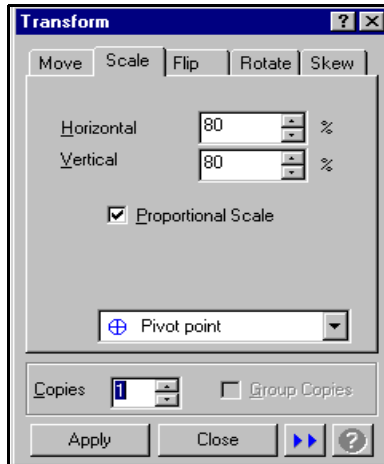 Transform
Move Scale Flip Rotate Skew
Horizontal 80 %
Vertical 80 %
Proportional Scale
Pivot point
Copies 1 Group Copies
Apply Close